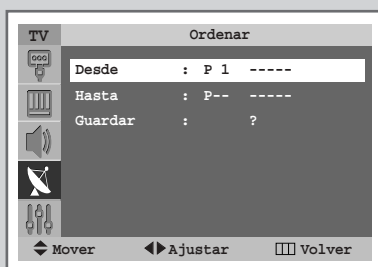 TV Ordenar
Desde : P 1 -----
Hasta : P-- -----
Guardar : ?
Mover Ajustar Volver